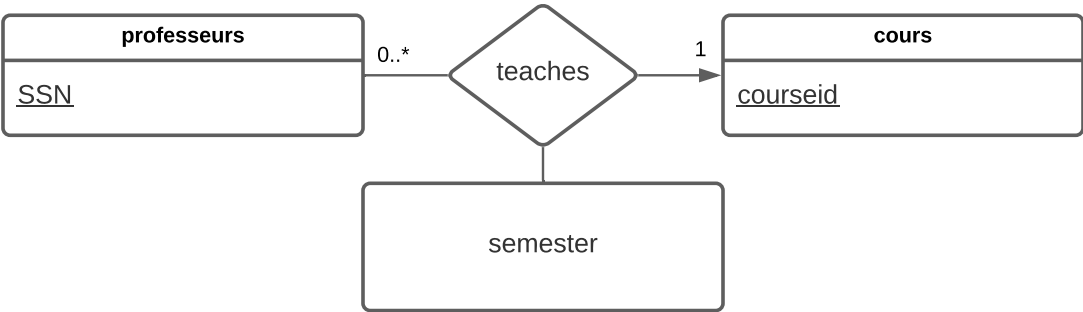 professeurs
SSN
0..*
teaches
1
cours
courseid
semester